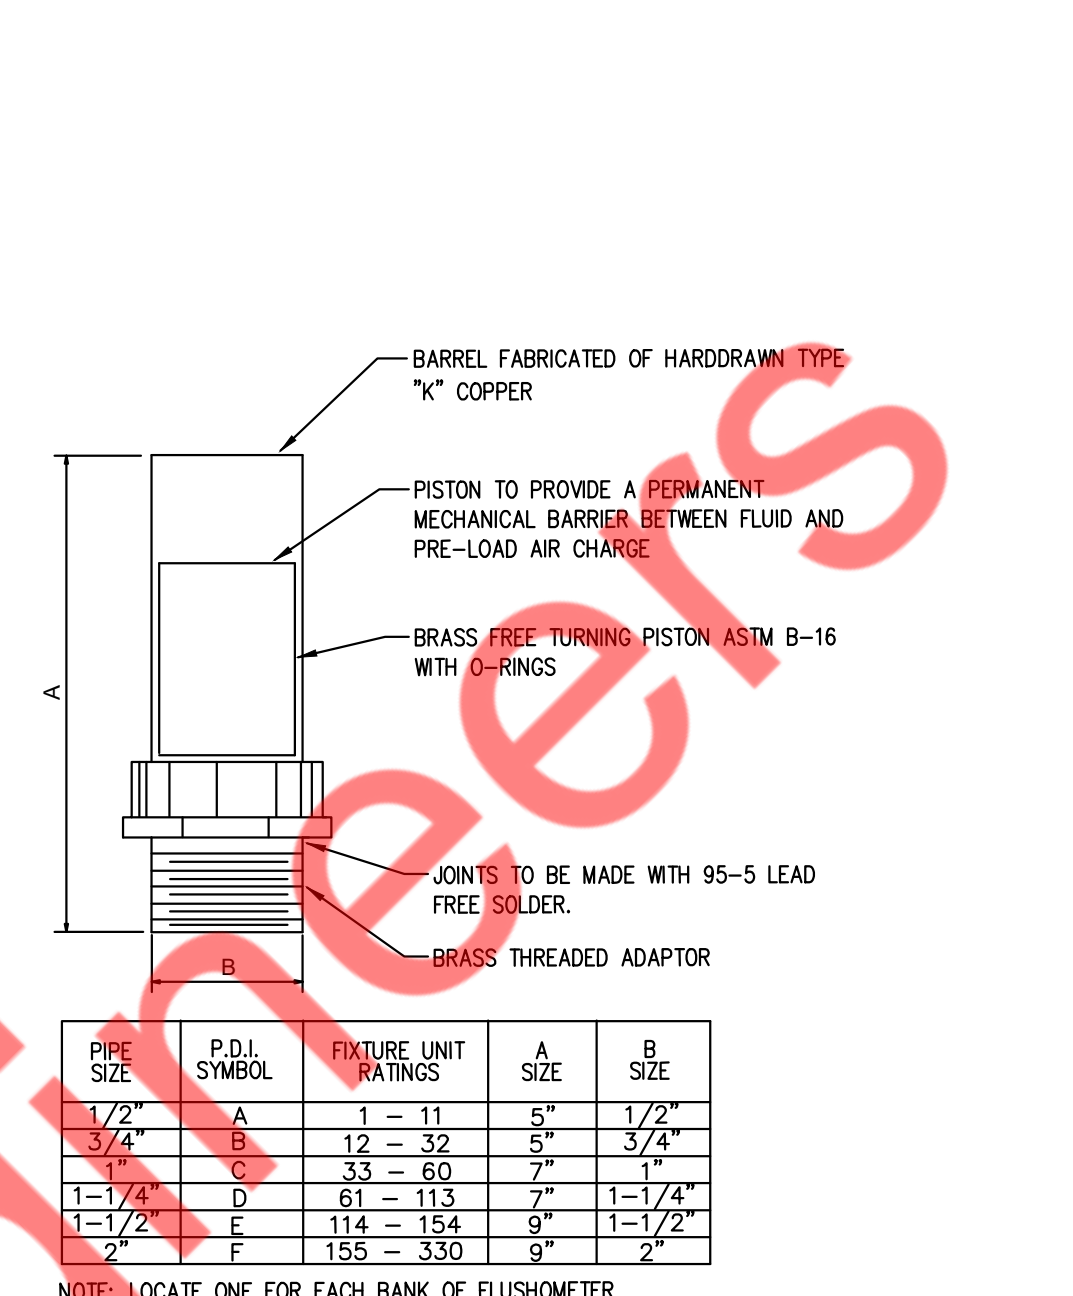 BARREL FABRICATED OF HARDDRAWN TYPE
"K" COPPER
PISTON TO PROVIDE A PERMANENT
MECHANICAL BARRIER BETWEEN FLUID AND
PRE-LOAD AIR CHARGE
BRASS FREE TURNING PISTON ASTM B-16
WITH O-RINGS
A
JOINTS TO BE MADE WITH 95-5 LEAD
FREE SOLDER.
BRASS THREADED ADAPTOR
B
PIPE SIZE P.D.I. SYMBOL FIXTURE UNIT RATINGS A SIZE B SIZE
1/2" A 1 - 11 5" 1/2"
3/4" B 12 - 32 5" 3/4"
1" C 33 - 60 7" 1"
1-1/4" D 61 - 113 7" 1-1/4"
1-1/2" E 114 - 154 9" 1-1/2"
2" F 155 - 330 9" 2"
NOTE: LOCATE ONE FOR EACH BANK OF FLUSHOMETER
ineers